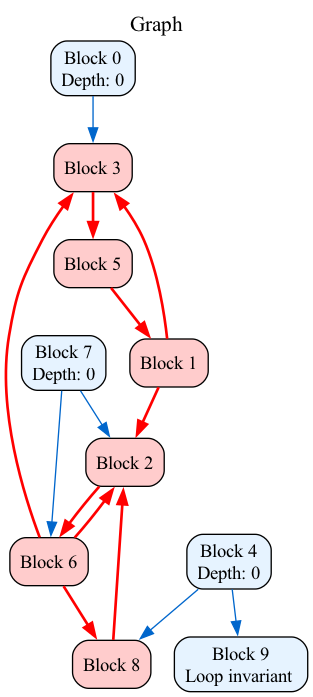 Graph
Block 0
Depth: 0
Block 3
Block 5
Block 7
Depth: 0
Block 1
Block 2
Block 6
Block 4
Depth: 0
Block 8
Block 9
Loop invariant